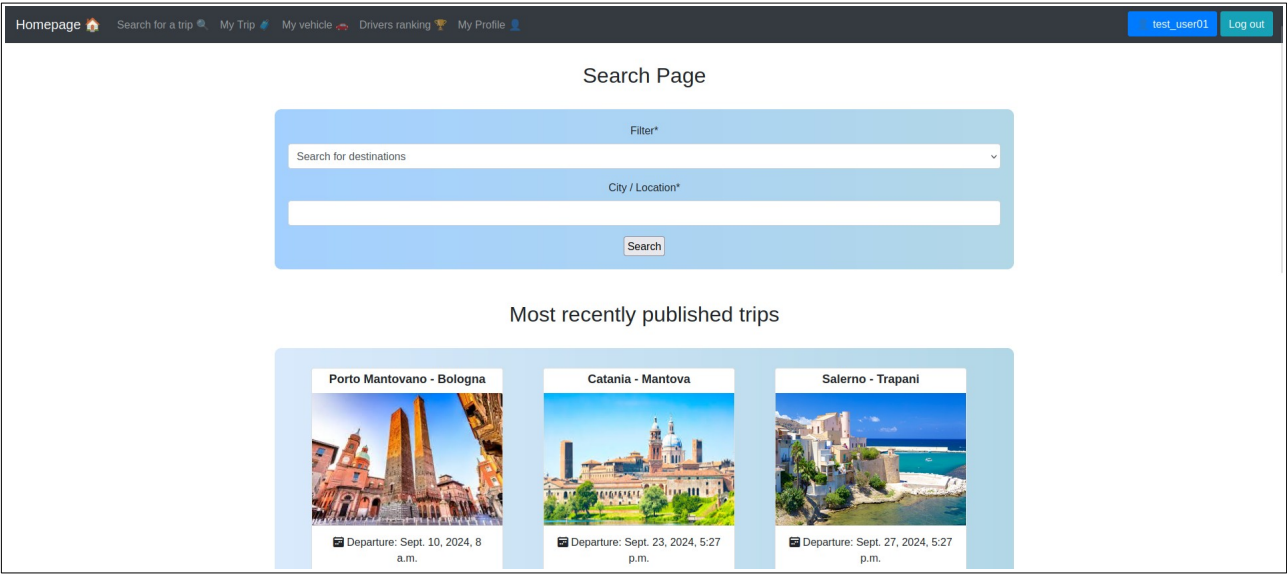 Homepage 🏠 Search for a trip 🔍 My Trip 🧳 My vehicle 🚗 Drivers ranking 🏆 My Profile 👤 test_user01 Log out
Search Page
Filter*
Search for destinations
City / Location*
Search
Most recently published trips
Porto Mantovano - Bologna
Catania - Mantova
Salerno - Trapani
Departure: Sept. 10, 2024, 8
a.m.
Departure: Sept. 23, 2024, 5:27
p.m.
Departure: Sept. 27, 2024, 5:27
p.m.